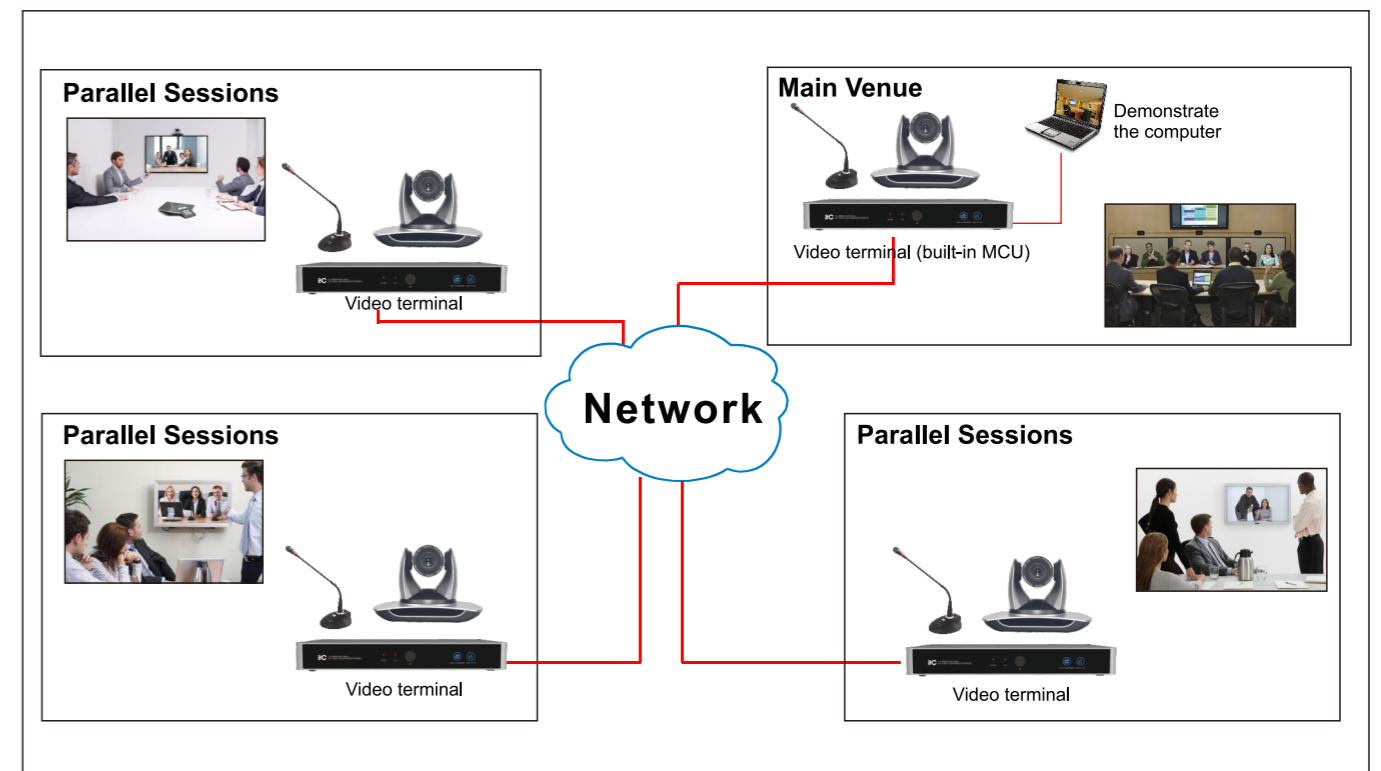 Parallel Sessions
Video terminal
Main Venue
Demonstrate
the computer
Video terminal (built-in MCU)
Network
Parallel Sessions
Video terminal
Parallel Sessions
Video terminal